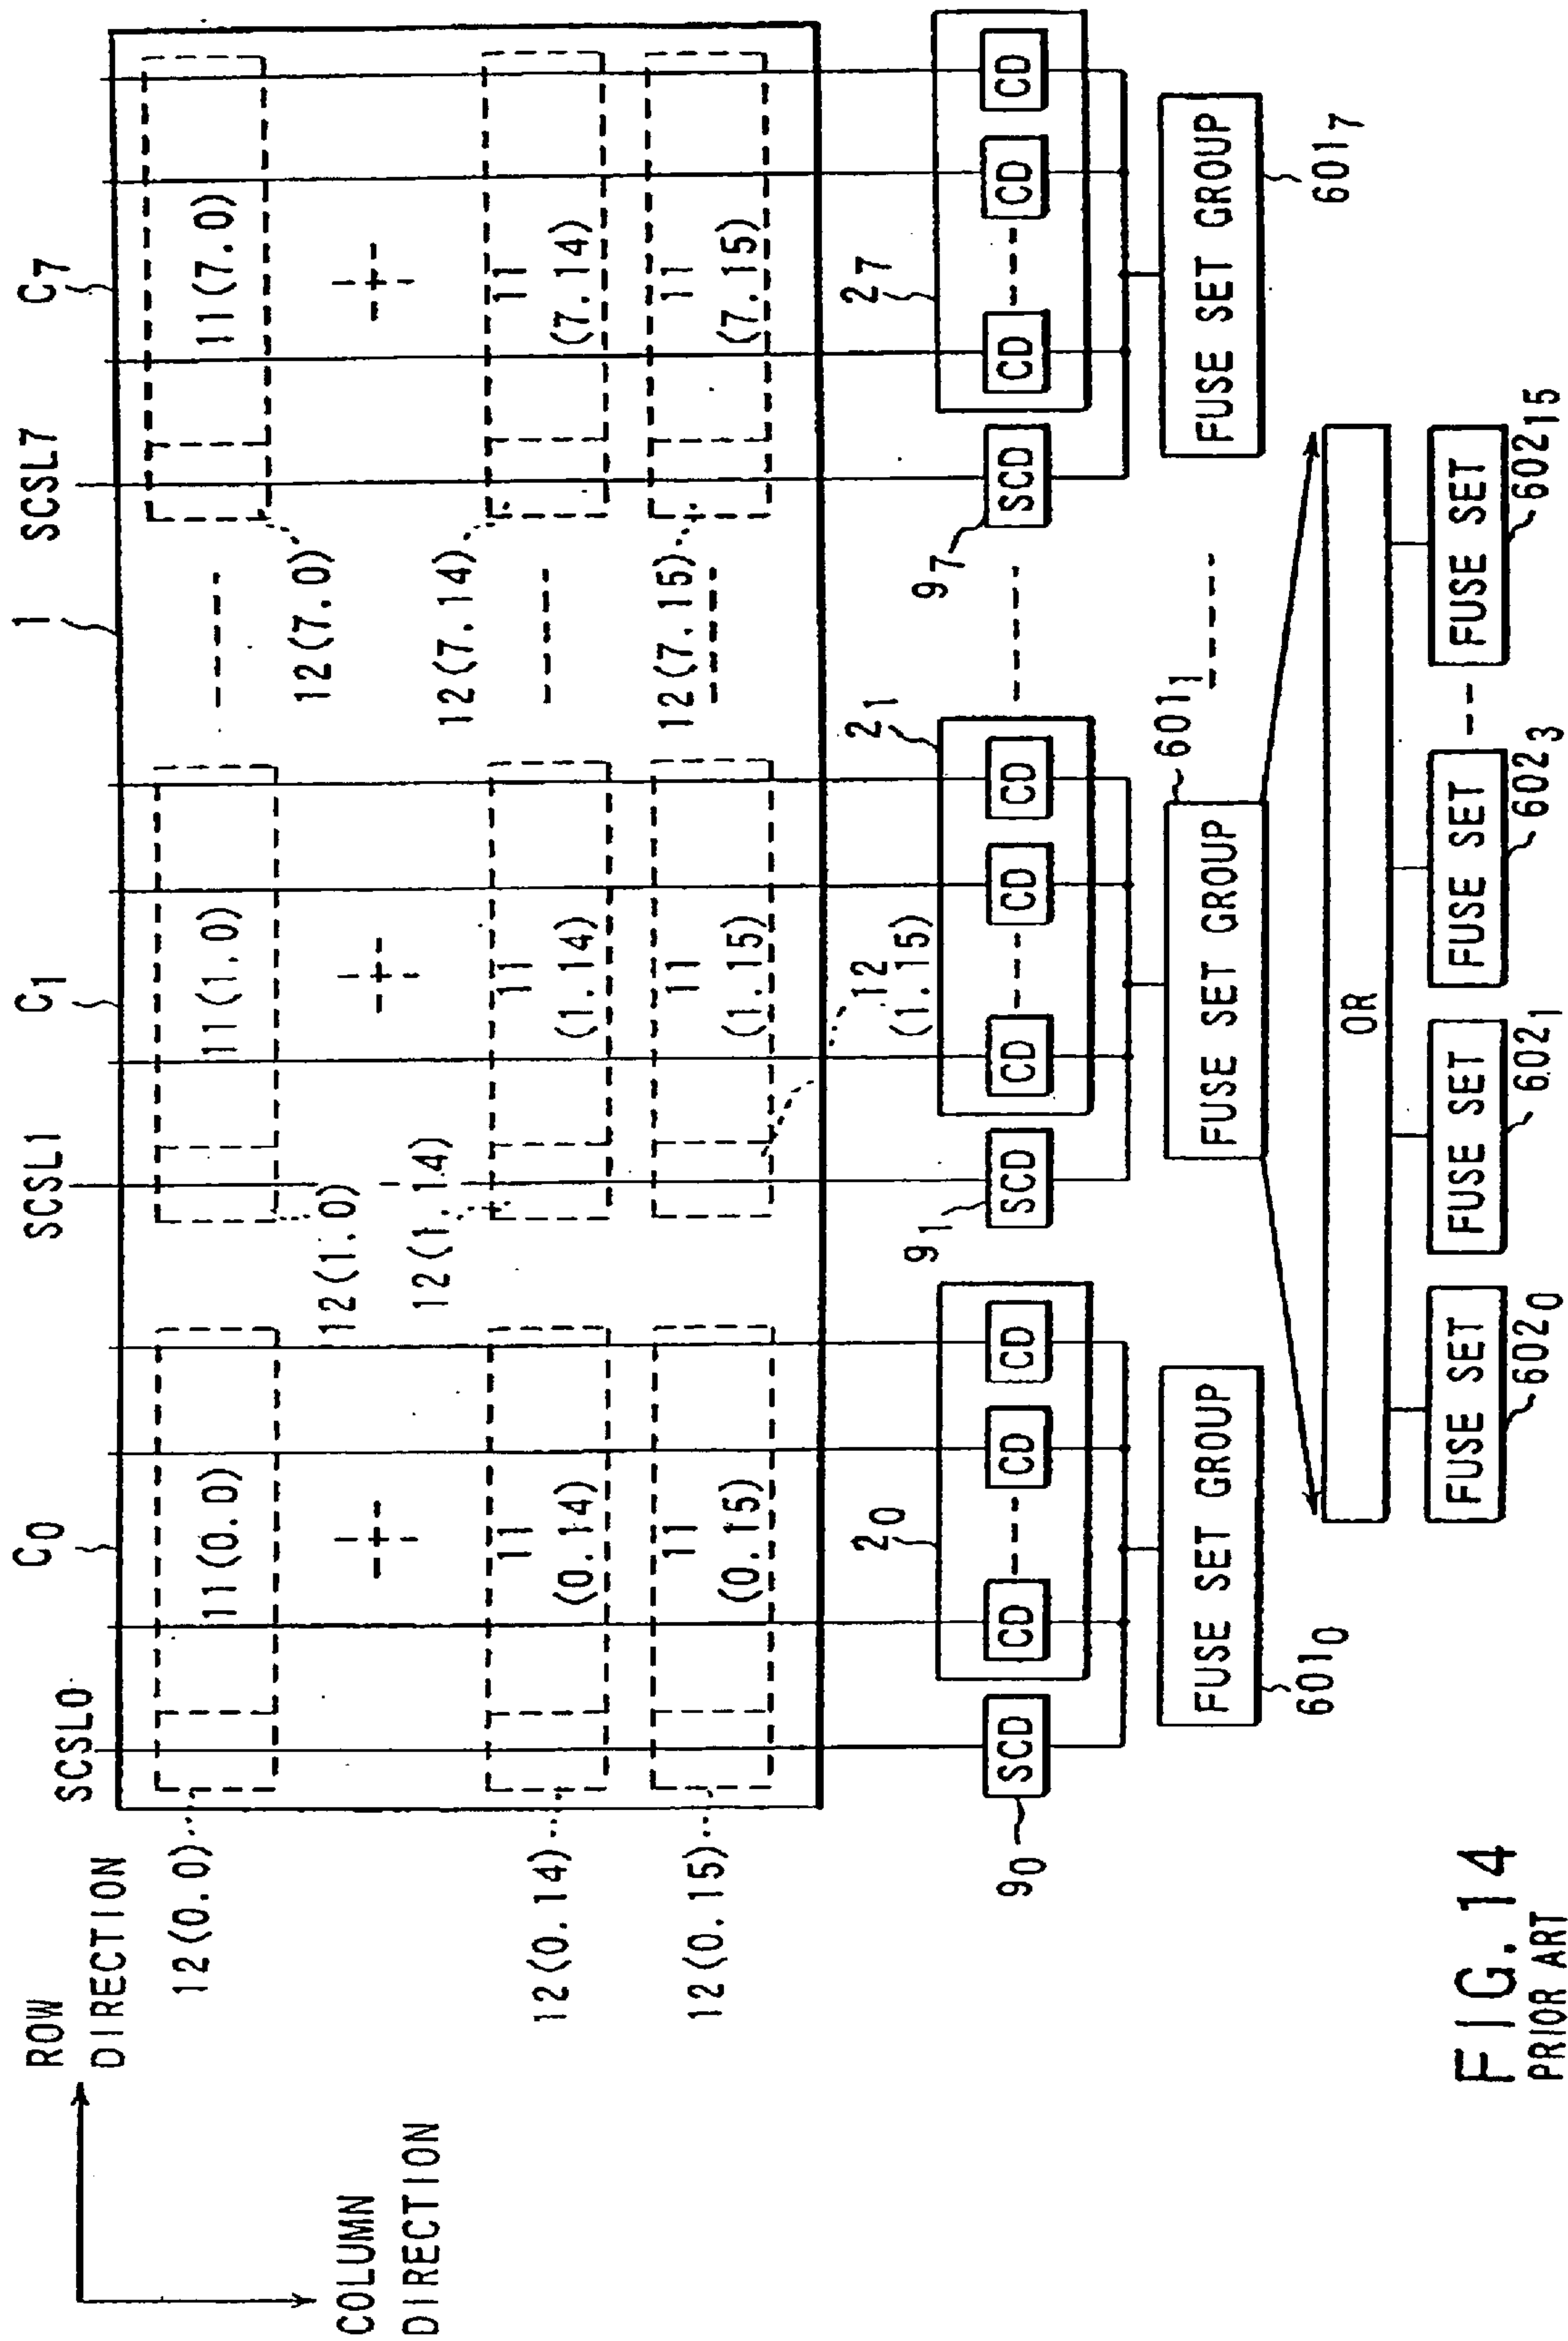 ROW
DIRECTION
COLUMN
DIRECTION
SCSL0
C0
SCSL1
C1
1
SCSL7
C7
12(0.0)
11(0.0)
12(1.0)
11(1.0)
12(7.0)
11(7.0)
12(0.14)
11
(0.14)
12(1.14)
11
(1.14)
12(7.14)
11
(7.14)
12(0.15)
11
(0.15)
12
(1.15)
11
(1.15)
12(7.15)
11
(7.15)
20
21
27
90
SCD
CD
CD
CD
91
SCD
CD
CD
CD
97
SCD
CD
CD
CD
FUSE SET GROUP
6010
FUSE SET GROUP
6011
FUSE SET GROUP
6017
OR
FUSE SET
6020
FUSE SET
6021
FUSE SET
6023
FUSE SET
60215
FIG. 14
PRIOR ART